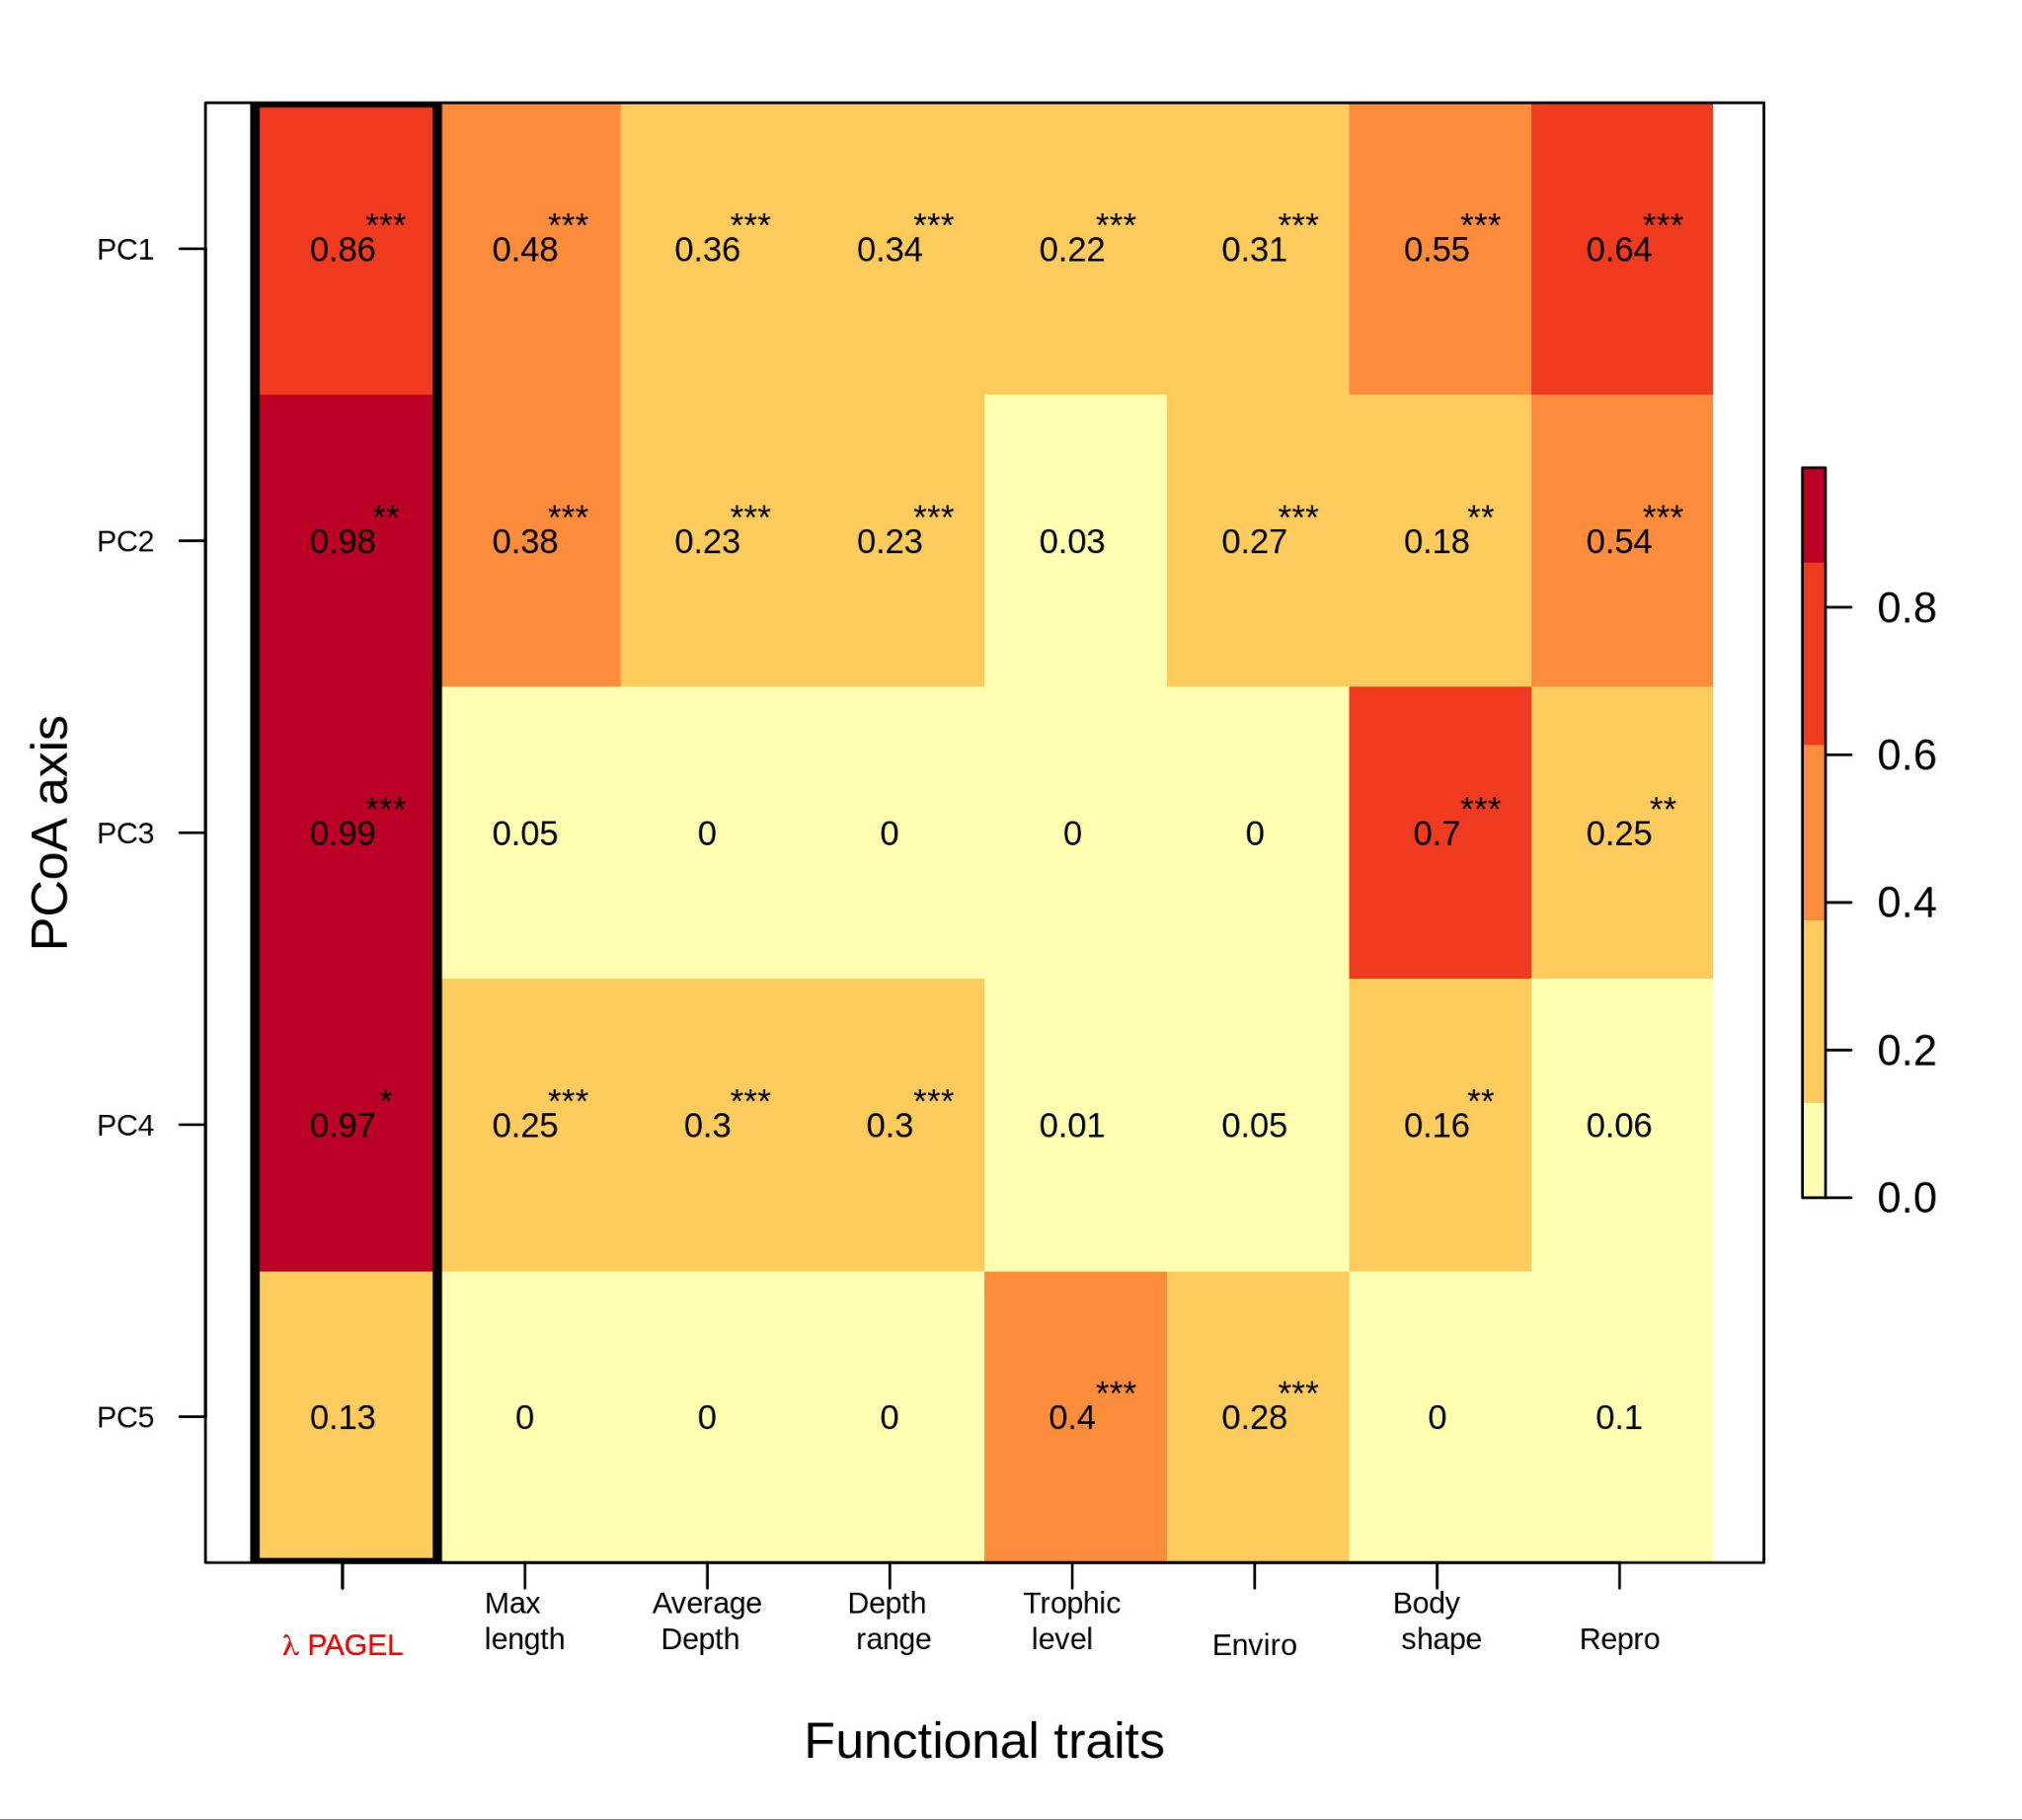 PCoA axis
PC1
0.86***
0.48***
0.36***
0.34***
0.22***
0.31***
0.55***
0.64***
PC2
0.98**
0.38***
0.23***
0.23***
0.03
0.27***
0.18**
0.54***
PC3
0.99***
0.05
0
0
0
0
0.7***
0.25**
PC4
0.97*
0.25***
0.3***
0.3***
0.01
0.05
0.16**
0.06
PC5
0.13
0
0
0
0.4***
0.28***
0
0.1
λ PAGEL
Max
length
Average
Depth
Depth
range
Trophic
level
Enviro
Body
shape
Repro
Functional traits
0.8
0.6
0.4
0.2
0.0